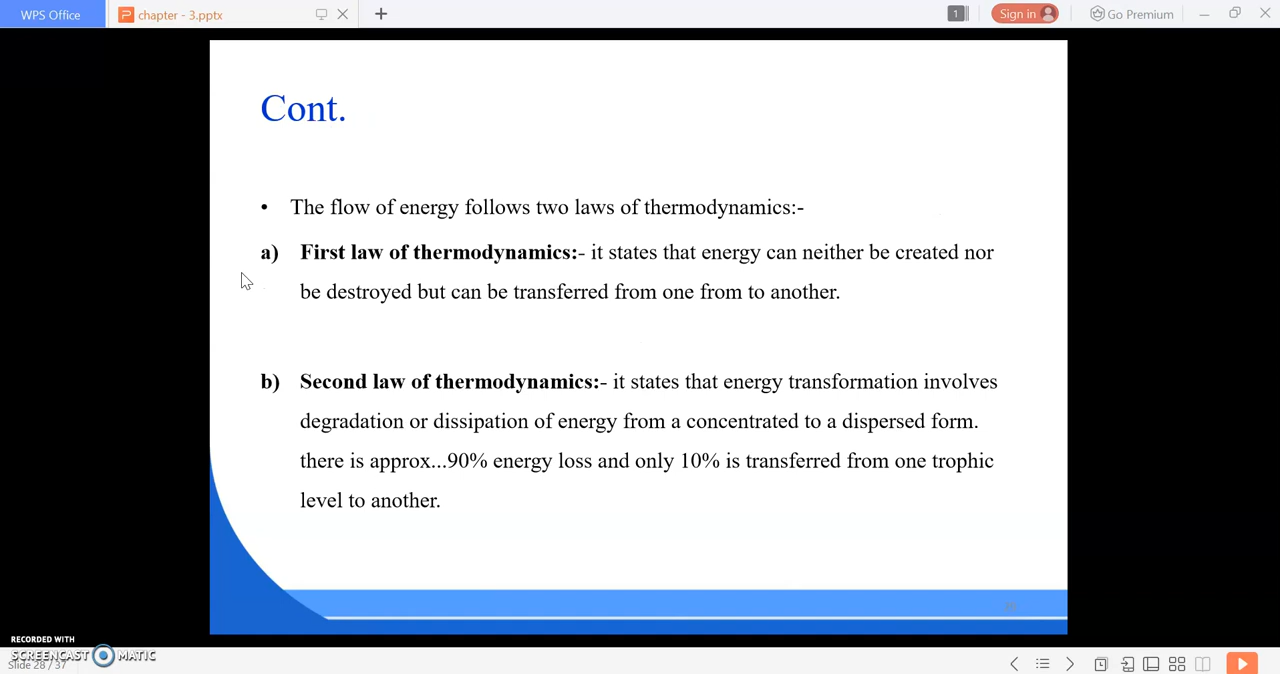 WPS Office
chapter - 3.pptx
1
Sign in
Go Premium
Cont.
• The flow of energy follows two laws of thermodynamics:-
a) First law of thermodynamics:- it states that energy can neither be created nor
be destroyed but can be transferred from one from to another.
b) Second law of thermodynamics:- it states that energy transformation involves
degradation or dissipation of energy from a concentrated to a dispersed form.
there is approx...90% energy loss and only 10% is transferred from one trophic
level to another.
RECORDED WITH
SCREENCAST MATIC
Slide 28 / 37